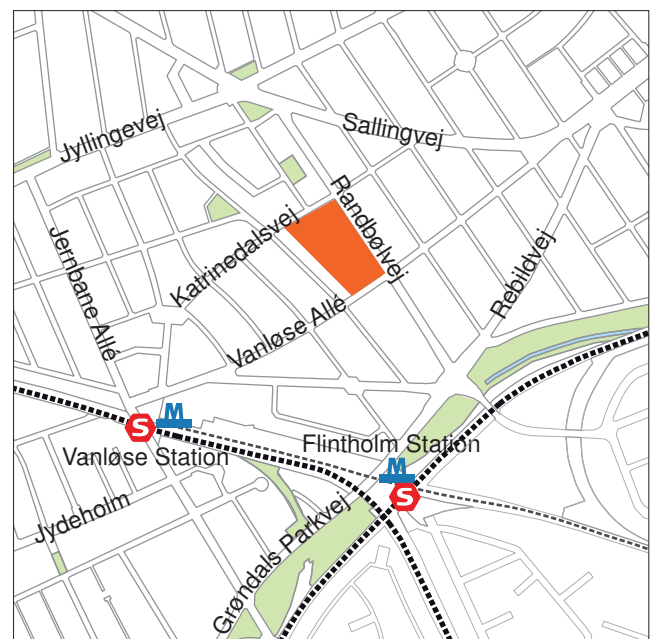 Jyllingevej
Sallingvej
Randbølvej
Katrinedalsvej
Jernbane Allé
Rebildvej
Vanløse Allé
M
S
Vanløse Station
Flintholm Station
M
S
Jydeholm
Grøndals Parkvej